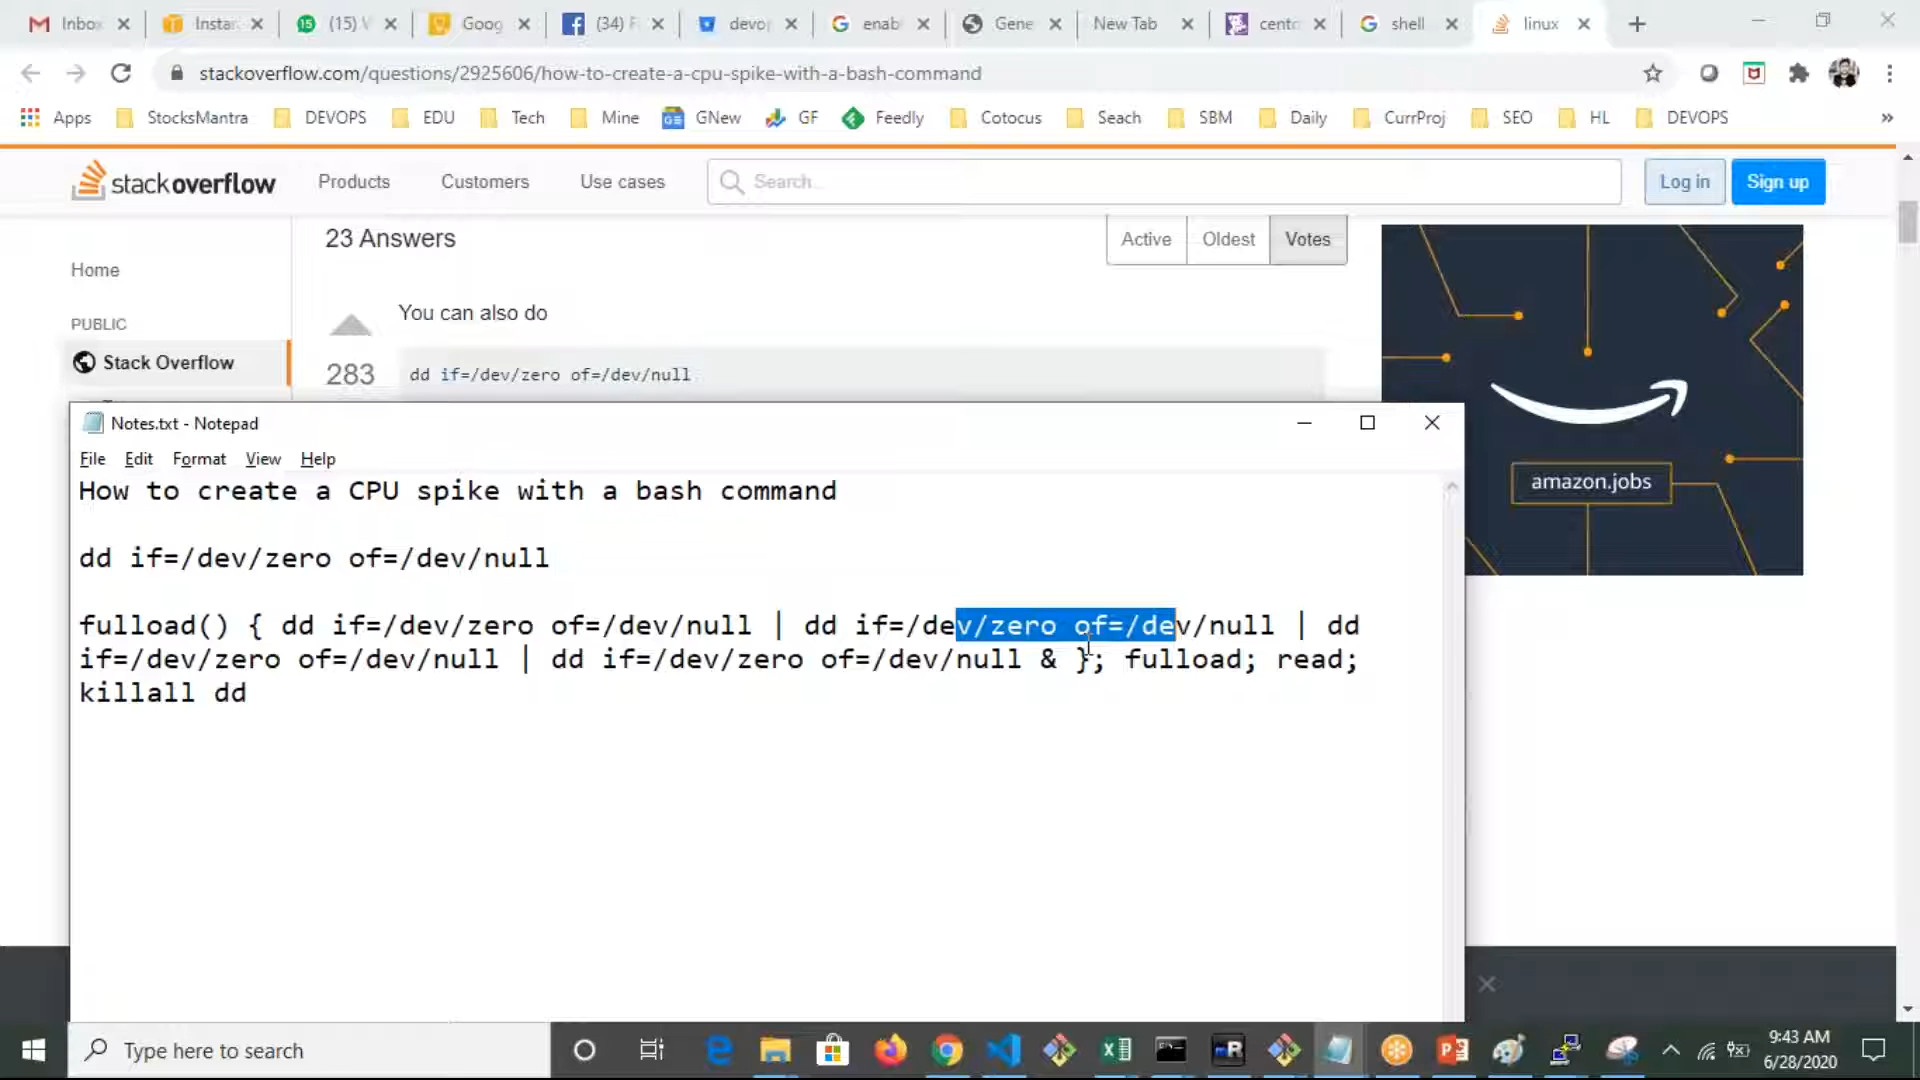 Inbox
Instar
(15) V
Goog
(34) F
devop
enab
Gene
New Tab
cento
shell
linux
stackoverflow.com/questions/2925606/how-to-create-a-cpu-spike-with-a-bash-command
Apps StocksMantra DEVOPS EDU Tech Mine GNew GF Feedly Cotocus Seach SBM Daily CurrProj SEO HL DEVOPS »
stackoverflow Products Customers Use cases Search... Log in Sign up
23 Answers Active Oldest Votes
Home
You can also do
PUBLIC
Stack Overflow
283 dd if=/dev/zero of=/dev/null
amazon.jobs
Notes.txt - Notepad
File Edit Format View Help
How to create a CPU spike with a bash command
dd if=/dev/zero of=/dev/null
fulload() { dd if=/dev/zero of=/dev/null | dd if=/dev/zero of=/dev/null | dd
if=/dev/zero of=/dev/null | dd if=/dev/zero of=/dev/null & }; fulload; read;
killall dd
Type here to search
9:43 AM
6/28/2020